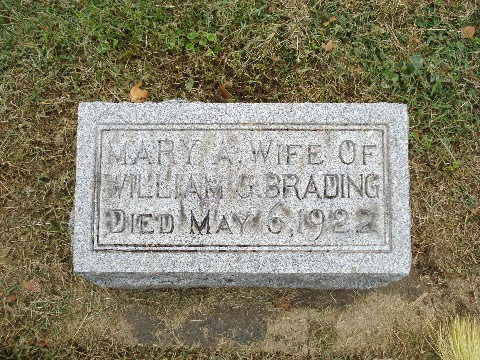 MARY A. WIFE OF
WILLIAM G. BRADING
DIED MAY 6, 1922